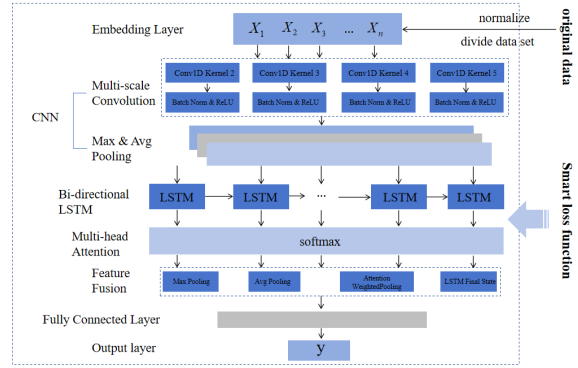 Embedding Layer
X1 X2 X3 ... Xn
normalize
divide data set
original data
Conv1D Kernel 2
Conv1D Kernel 3
Conv1D Kernel 4
Conv1D Kernel 5
Multi-scale
Convolution
Batch Norm & ReLU
Batch Norm & ReLU
Batch Norm & ReLU
Batch Norm & ReLU
CNN
Max & Avg
Pooling
Bi-directional
LSTM
LSTM
LSTM
...
LSTM
LSTM
Smart loss function
Multi-head
Attention
softmax
Feature
Fusion
Max Pooling
Avg Pooling
Attention
WeightedPooling
LSTM Final State
Fully Connected Layer
Output layer
y